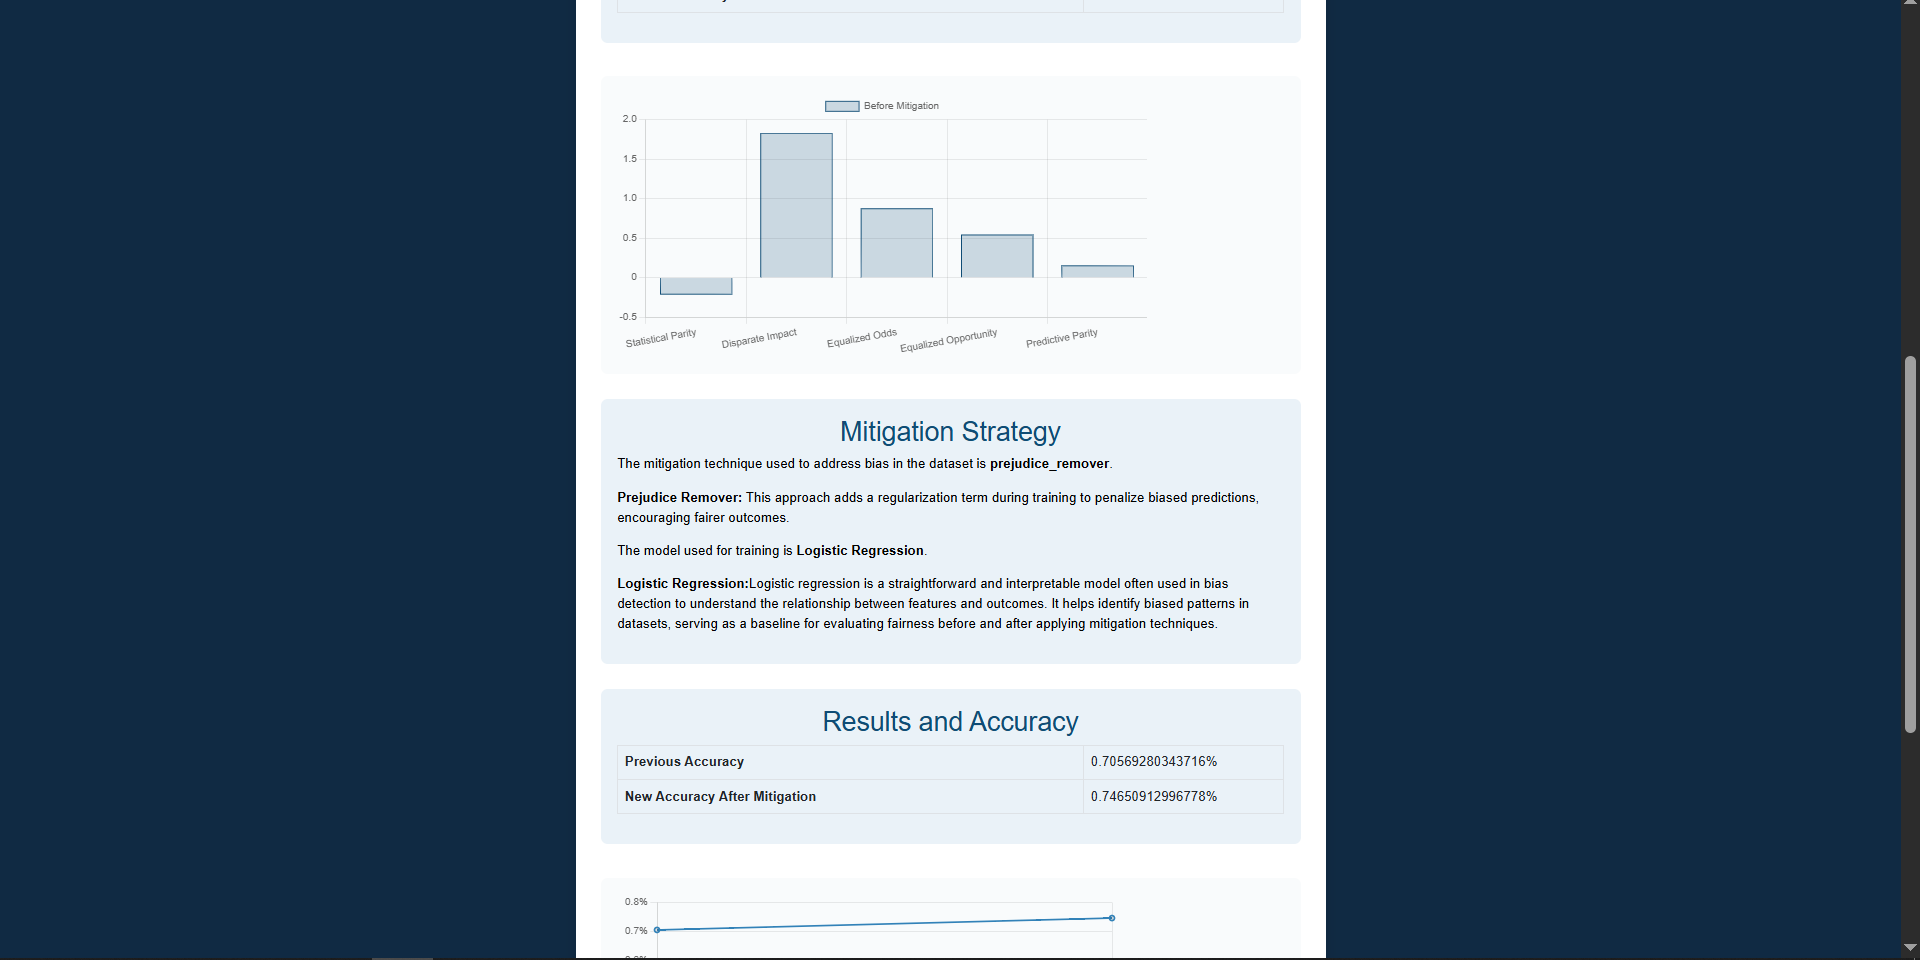 Before Mitigation
2.0
1.5
1.0
0.5
0
-0.5
Statistical Parity
Disparate Impact
Equalized Odds
Equalized Opportunity
Predictive Parity
Mitigation Strategy
The mitigation technique used to address bias in the dataset is prejudice_remover.
Prejudice Remover: This approach adds a regularization term during training to penalize biased predictions,
encouraging fairer outcomes.
The model used for training is Logistic Regression.
Logistic Regression:Logistic regression is a straightforward and interpretable model often used in bias
detection to understand the relationship between features and outcomes. It helps identify biased patterns in
datasets, serving as a baseline for evaluating fairness before and after applying mitigation techniques.
Results and Accuracy
Previous Accuracy 0.70569280343716%
New Accuracy After Mitigation 0.74650912996778%
0.8%
0.7%